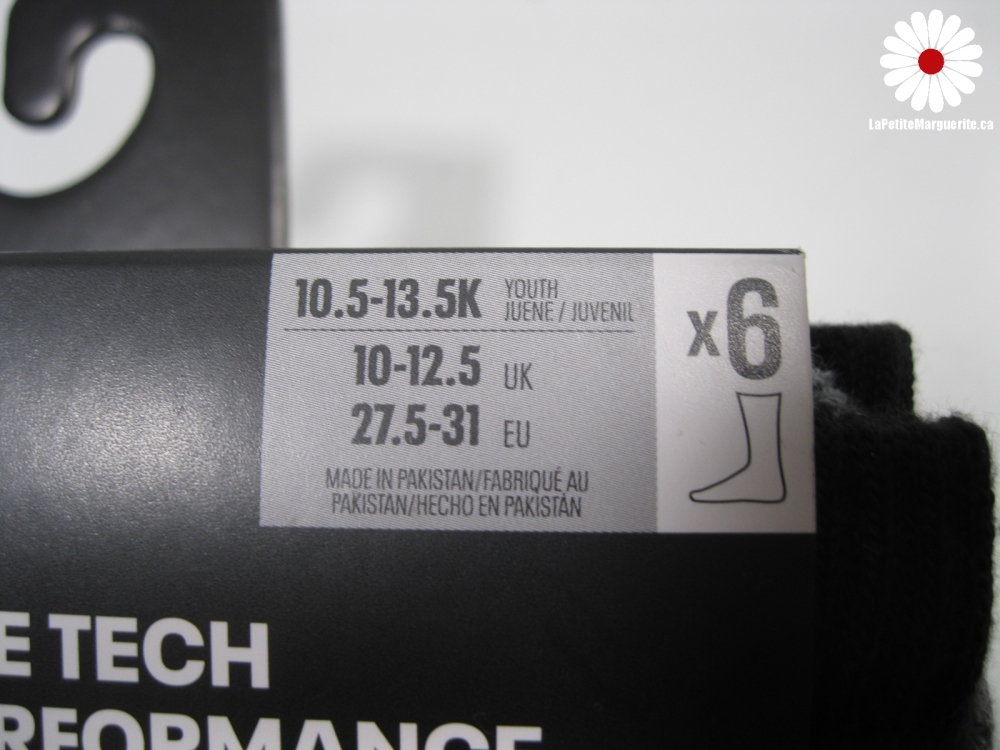 LaPetiteMarguerite.ca
10.5-13.5K YOUTH
JUENE / JUVENIL
x6
10-12.5 UK
27.5-31 EU
MADE IN PAKISTAN/FABRIQUÉ AU
PAKISTAN/HECHO EN PAKISTÁN
E TECH
RFORMANCE